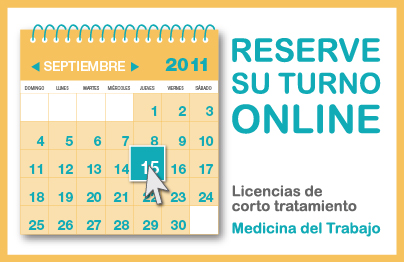 SEPTIEMBRE 2011
DOMINGO LUNES MARTES MIÉRCOLES JUEVES VIERNES SÁBADO
1 2 3
4 5 6 7 8 9 10
11 12 13 14 15 16 17
18 19 20 21 22 23 24
25 26 27 28 29 30
RESERVE
SU TURNO
ONLINE
Licencias de
corto tratamiento
Medicina del Trabajo